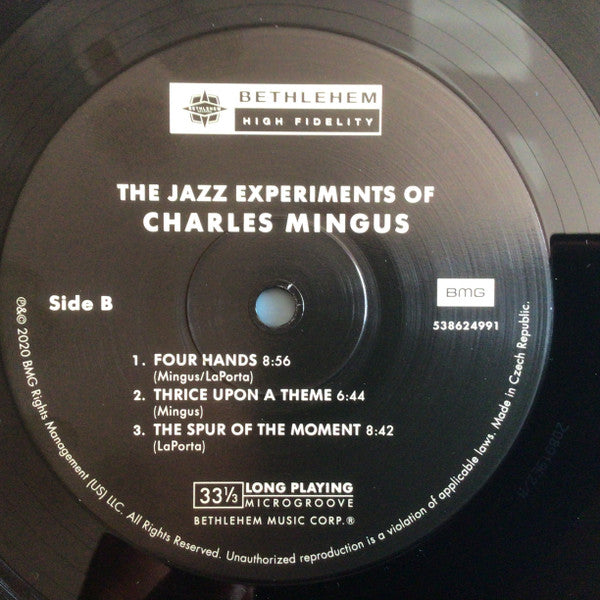 BETHLEHEM
BETHLEHEM
HIGH FIDELITY
THE JAZZ EXPERIMENTS OF
CHARLES MINGUS
Side B
BMG
538624991
1. FOUR HANDS 8:56
(Mingus/LaPorta)
2. THRICE UPON A THEME 6:44
(Mingus)
3. THE SPUR OF THE MOMENT 8:42
(LaPorta)
33⅓ LONG PLAYING
MICROGROOVE
BETHLEHEM MUSIC CORP.®
℗&© 2020 BMG Rights Management (US) LLC. All Rights Reserved. Unauthorized reproduction is a violation of applicable laws. Made in Czech Republic.